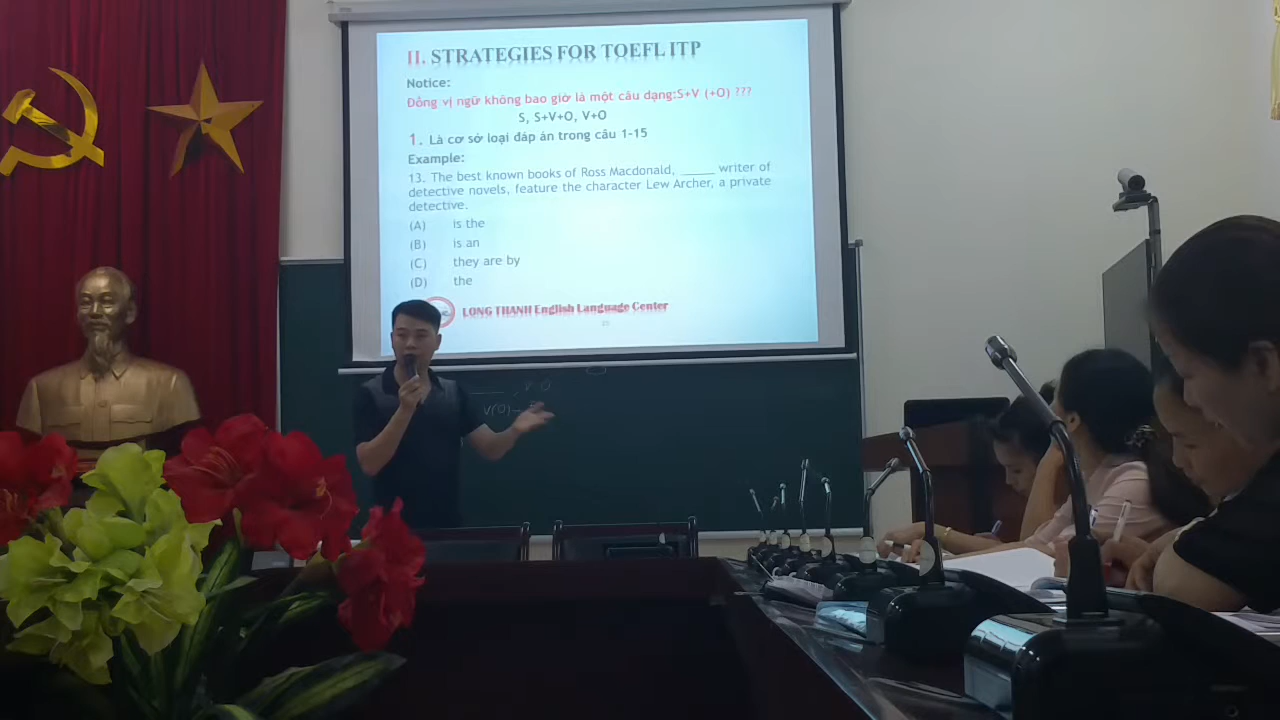 II. STRATEGIES FOR TOEFL ITP
Notice:
Đồng vị ngữ không bao giờ là một câu dạng:S+V (+O) ???
S, S+V+O, V+O
1. Là cơ sở loại đáp án trong câu 1-15
Example:
13. The best known books of Ross Macdonald, _____ writer of
detective novels, feature the character Lew Archer, a private
detective.
(A) is the
(B) is an
(C) they are by
(D) the
LONG THANH English Language Center
V(O)